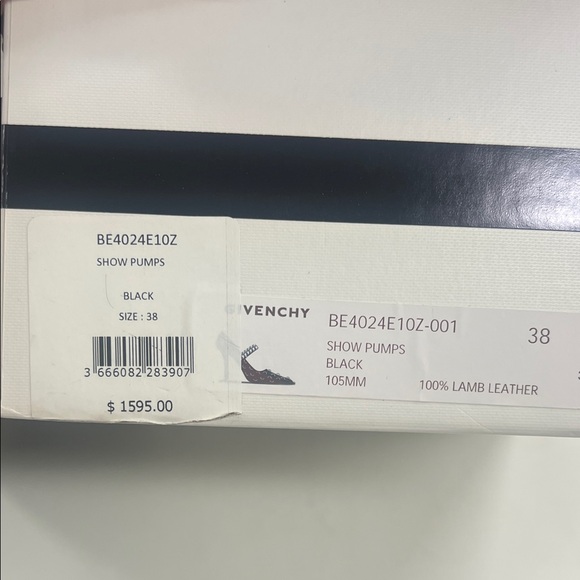 BE4024E10Z
SHOW PUMPS
BLACK
SIZE : 38
3 666082 283907
$ 1595.00
GIVENCHY
BE4024E10Z-001 38
SHOW PUMPS
BLACK
105MM 100% LAMB LEATHER